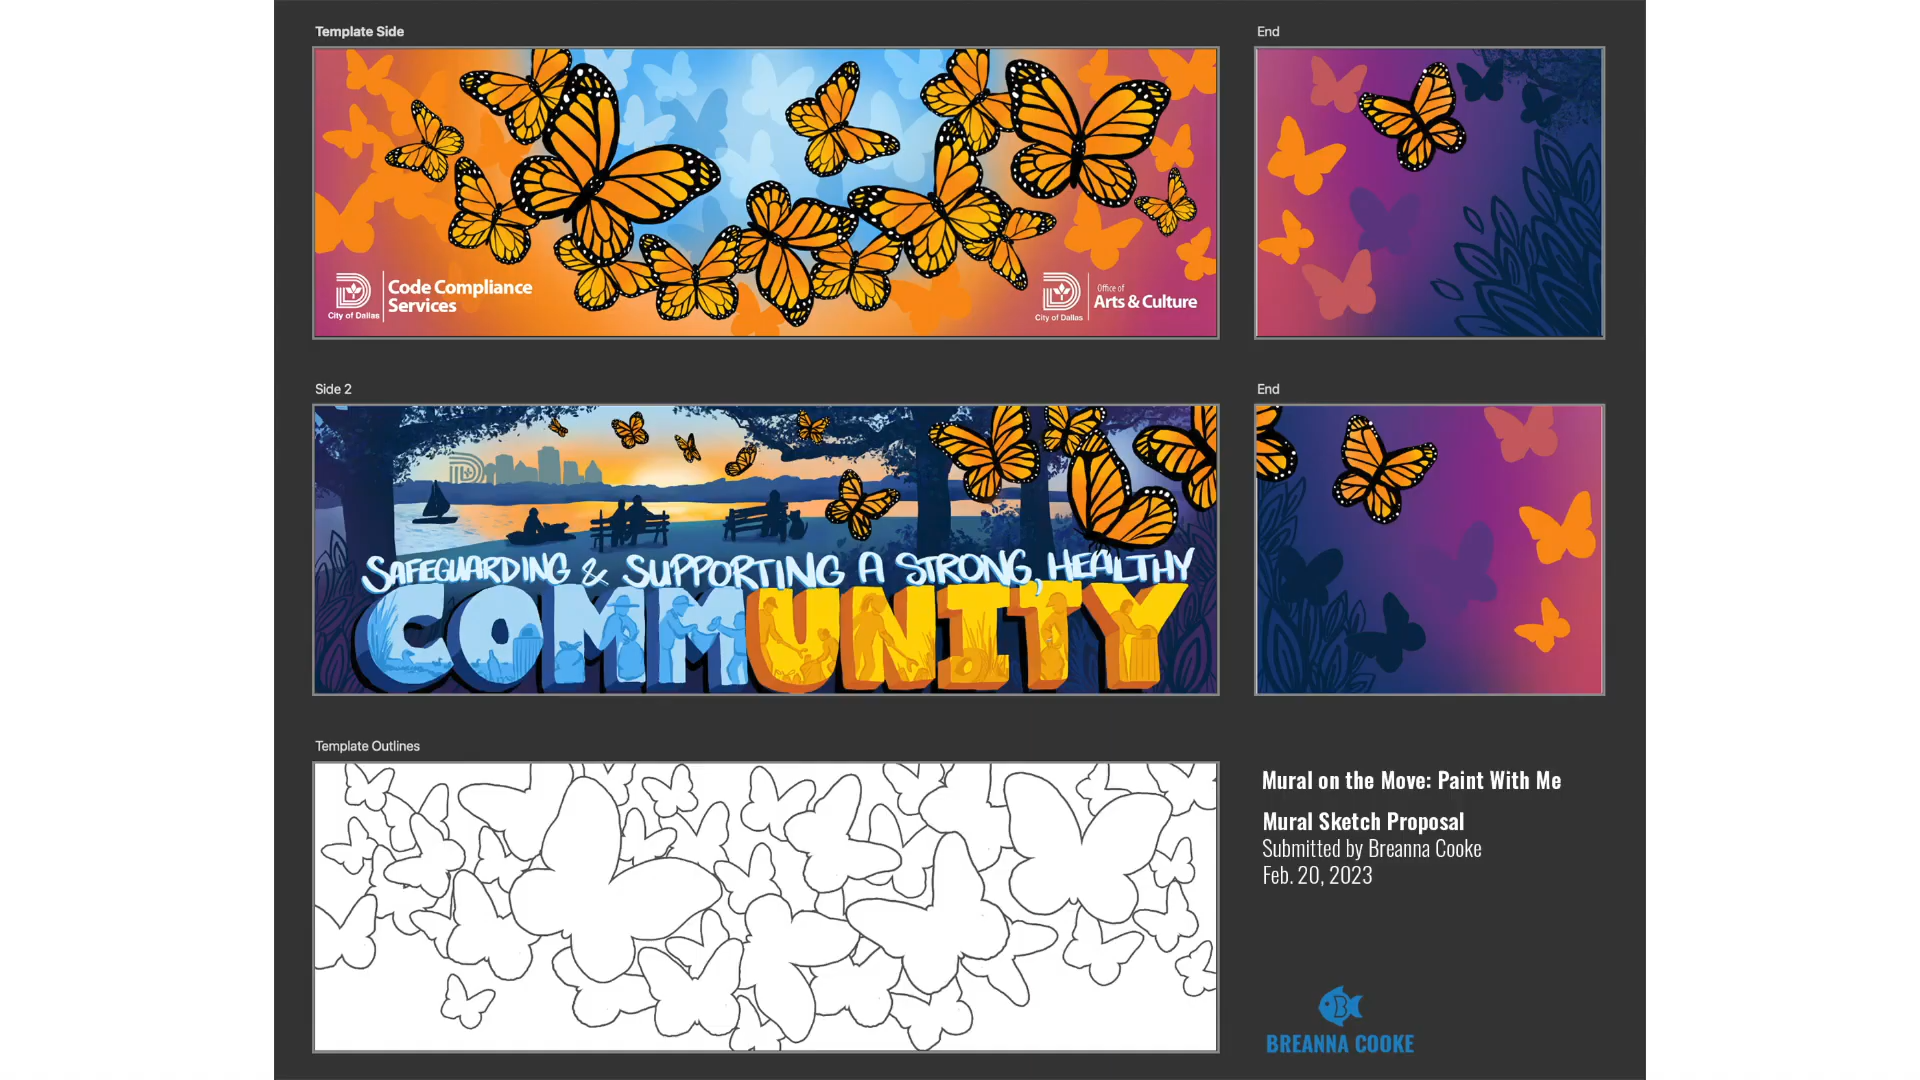 Template Side
End
City of Dallas
Code Compliance
Services
City of Dallas
Office of
Arts & Culture
Side 2
End
SAFEGUARDING & SUPPORTING A STRONG, HEALTHY
COMMUNITY
Template Outlines
Mural on the Move: Paint With Me
Mural Sketch Proposal
Submitted by Breanna Cooke
Feb. 20, 2023
B
BREANNA COOKE